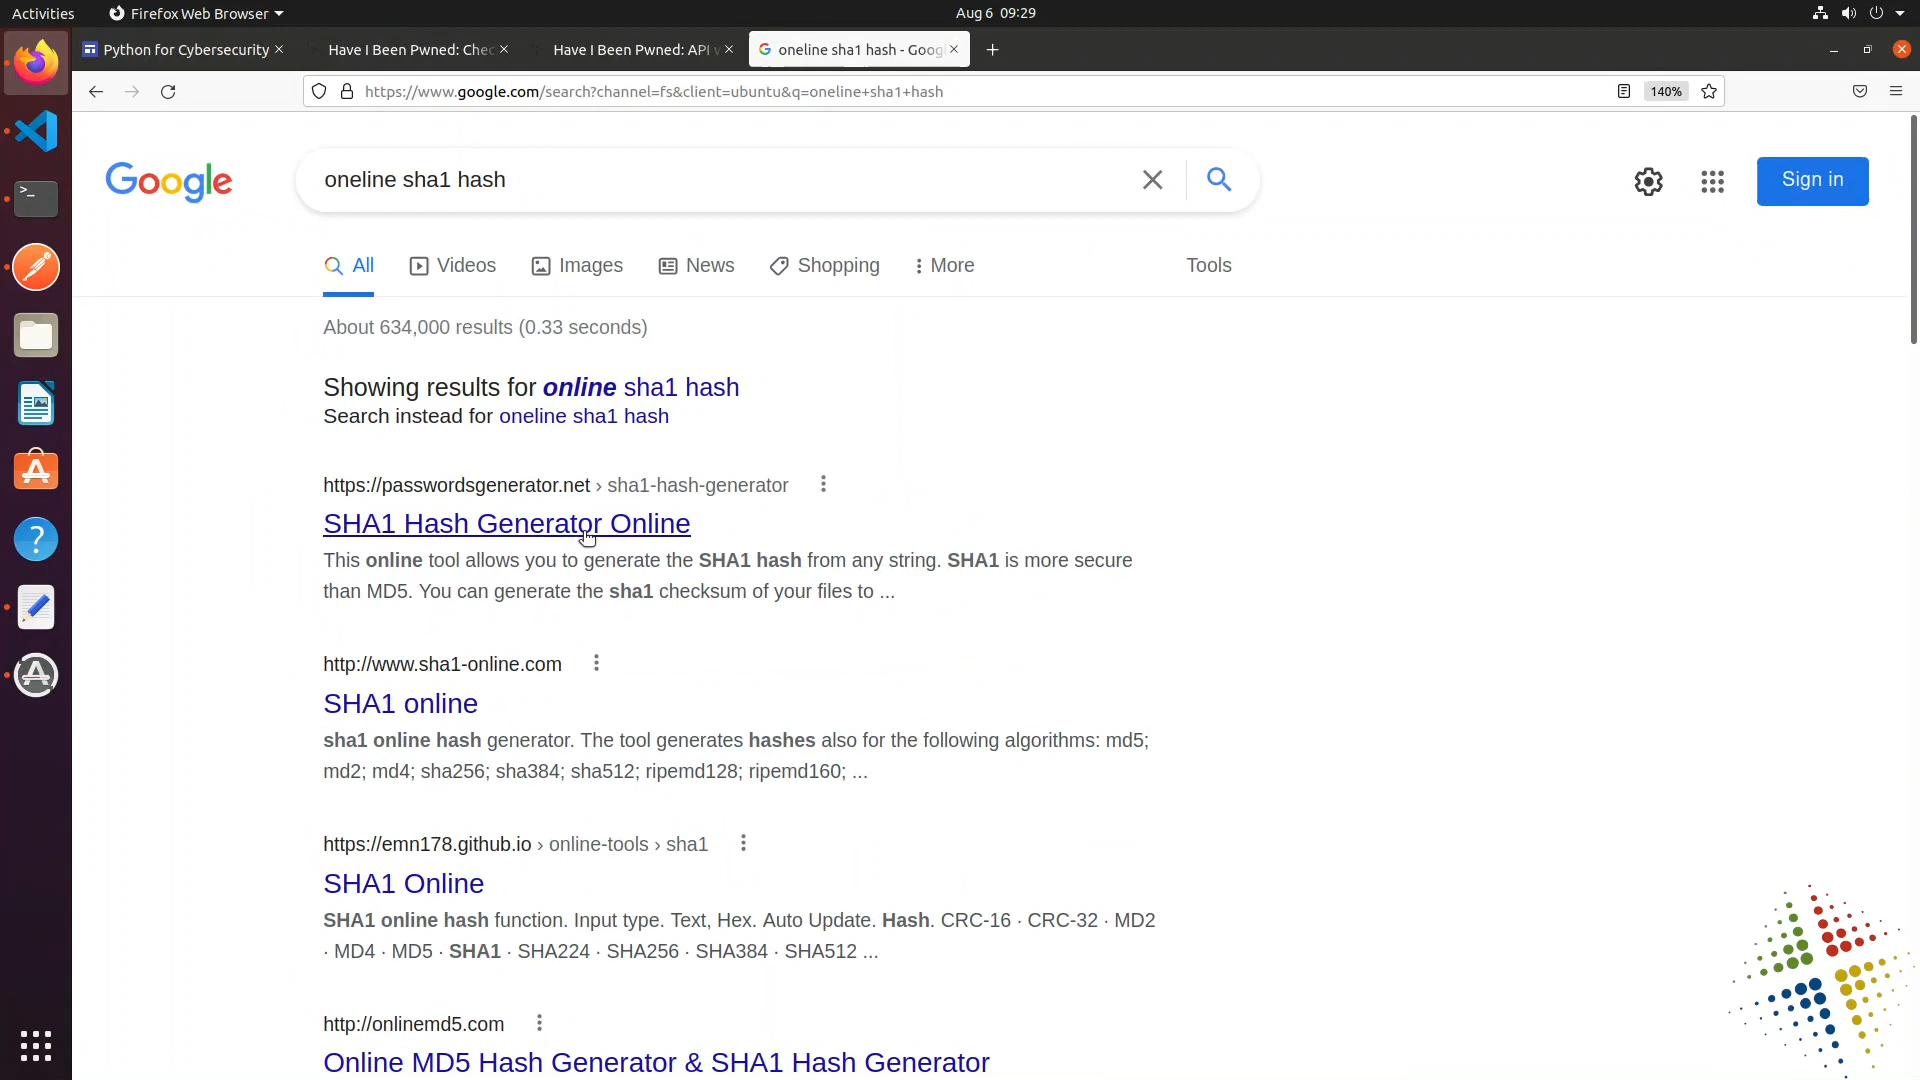 Activities
Firefox Web Browser
Aug 6 09:29
Python for Cybersecurity
Have I Been Pwned: Chec
Have I Been Pwned: API v
oneline sha1 hash - Goog
https://www.google.com/search?channel=fs&client=ubuntu&q=oneline+sha1+hash
140%
Google
oneline sha1 hash
Sign in
All
Videos
Images
News
Shopping
More
Tools
About 634,000 results (0.33 seconds)
Showing results for online sha1 hash
Search instead for oneline sha1 hash
https://passwordsgenerator.net › sha1-hash-generator
SHA1 Hash Generator Online
This online tool allows you to generate the SHA1 hash from any string. SHA1 is more secure
than MD5. You can generate the sha1 checksum of your files to ...
http://www.sha1-online.com
SHA1 online
sha1 online hash generator. The tool generates hashes also for the following algorithms: md5;
md2; md4; sha256; sha384; sha512; ripemd128; ripemd160; ...
https://emn178.github.io › online-tools › sha1
SHA1 Online
SHA1 online hash function. Input type. Text, Hex. Auto Update. Hash. CRC-16 · CRC-32 · MD2
· MD4 · MD5 · SHA1 · SHA224 · SHA256 · SHA384 · SHA512 ...
http://onlinemd5.com
Online MD5 Hash Generator & SHA1 Hash Generator